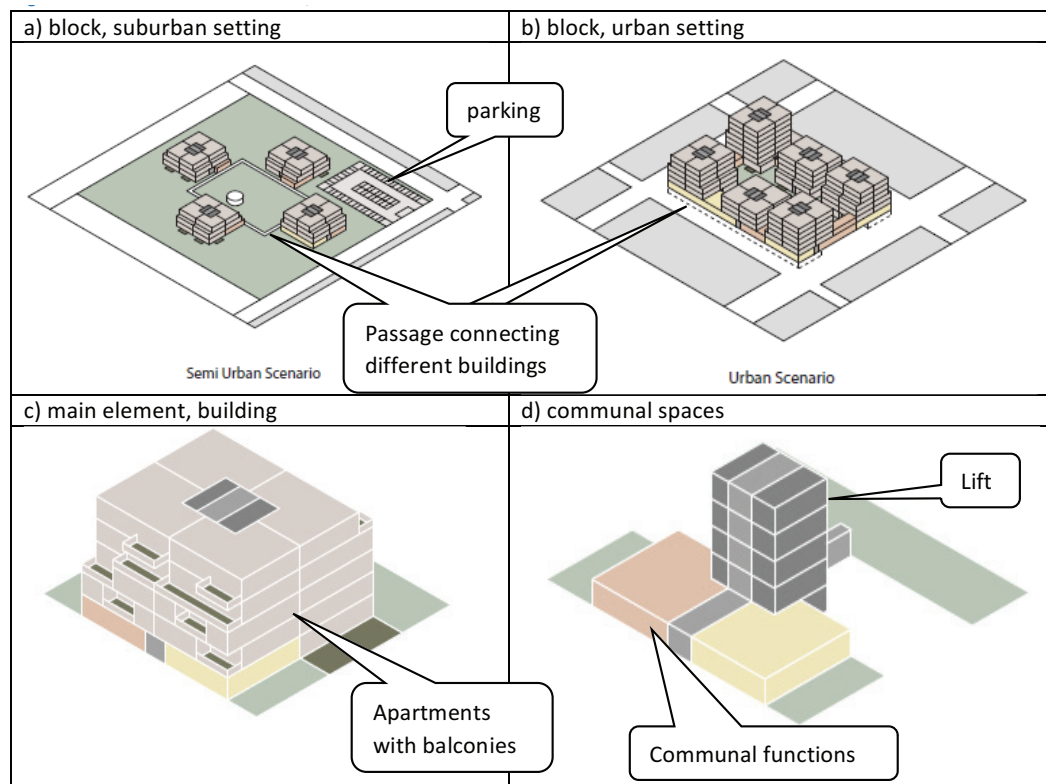 a) block, suburban setting
b) block, urban setting
parking
Passage connecting
different buildings
Semi Urban Scenario
Urban Scenario
c) main element, building
d) communal spaces
Lift
Apartments
with balconies
Communal functions